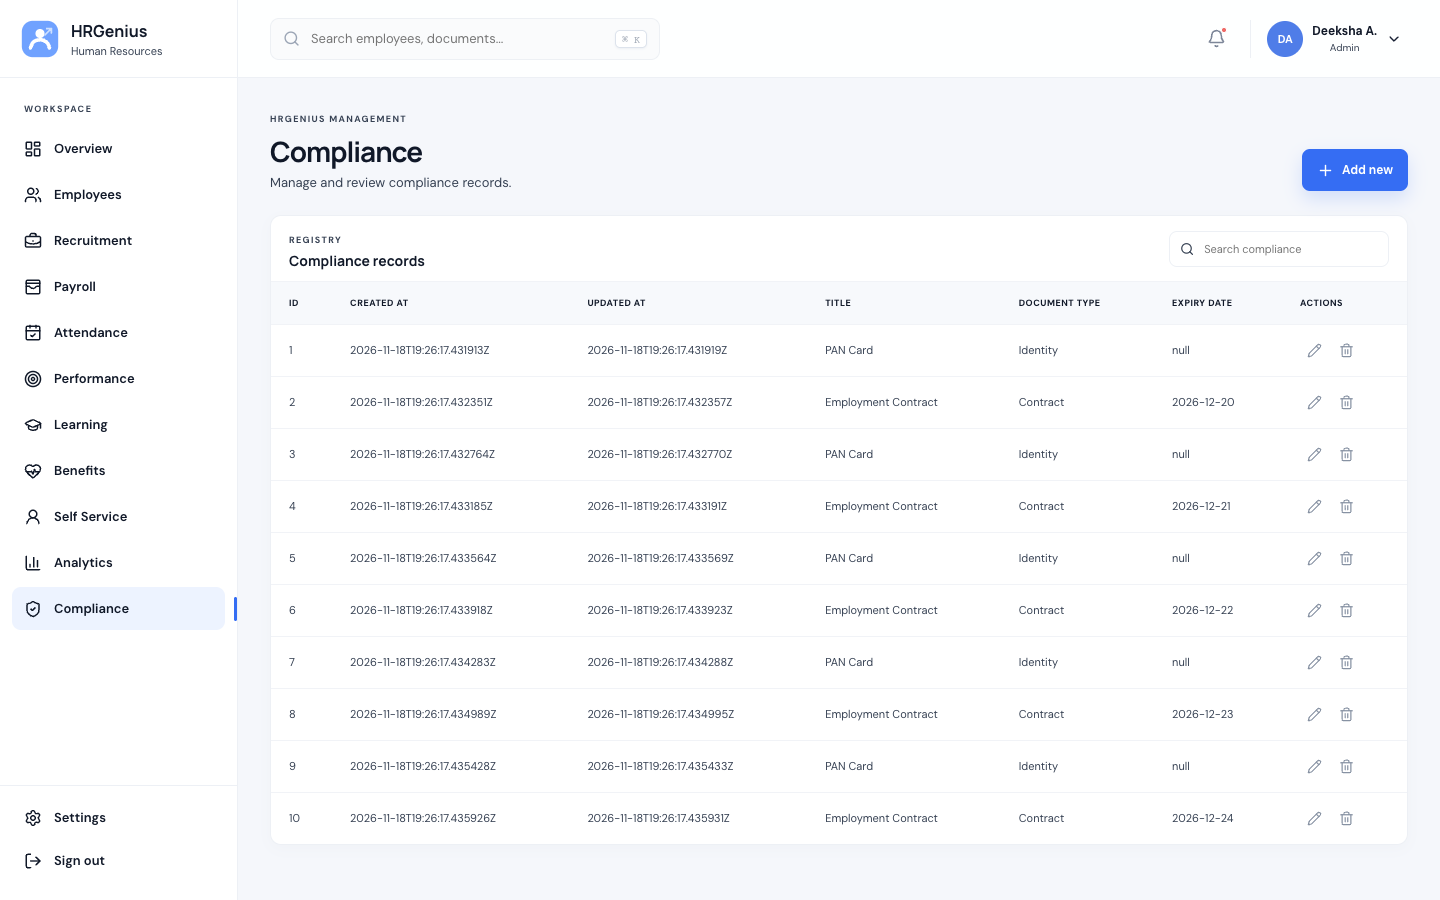 HRGenius
Human Resources
Search employees, documents...
⌘ K
DA
Deeksha A.
Admin
WORKSPACE
Overview
Employees
Recruitment
Payroll
Attendance
Performance
Learning
Benefits
Self Service
Analytics
Compliance
Settings
Sign out
HRGENIUS MANAGEMENT
Compliance
Manage and review compliance records.
Add new
REGISTRY
Compliance records
Search compliance
ID CREATED AT UPDATED AT TITLE DOCUMENT TYPE EXPIRY DATE ACTIONS
1 2026-11-18T19:26:17.431913Z 2026-11-18T19:26:17.431919Z PAN Card Identity null
2 2026-11-18T19:26:17.432351Z 2026-11-18T19:26:17.432357Z Employment Contract Contract 2026-12-20
3 2026-11-18T19:26:17.432764Z 2026-11-18T19:26:17.432770Z PAN Card Identity null
4 2026-11-18T19:26:17.433185Z 2026-11-18T19:26:17.433191Z Employment Contract Contract 2026-12-21
5 2026-11-18T19:26:17.433564Z 2026-11-18T19:26:17.433569Z PAN Card Identity null
6 2026-11-18T19:26:17.433918Z 2026-11-18T19:26:17.433923Z Employment Contract Contract 2026-12-22
7 2026-11-18T19:26:17.434283Z 2026-11-18T19:26:17.434288Z PAN Card Identity null
8 2026-11-18T19:26:17.434989Z 2026-11-18T19:26:17.434995Z Employment Contract Contract 2026-12-23
9 2026-11-18T19:26:17.435428Z 2026-11-18T19:26:17.435433Z PAN Card Identity null
10 2026-11-18T19:26:17.435926Z 2026-11-18T19:26:17.435931Z Employment Contract Contract 2026-12-24